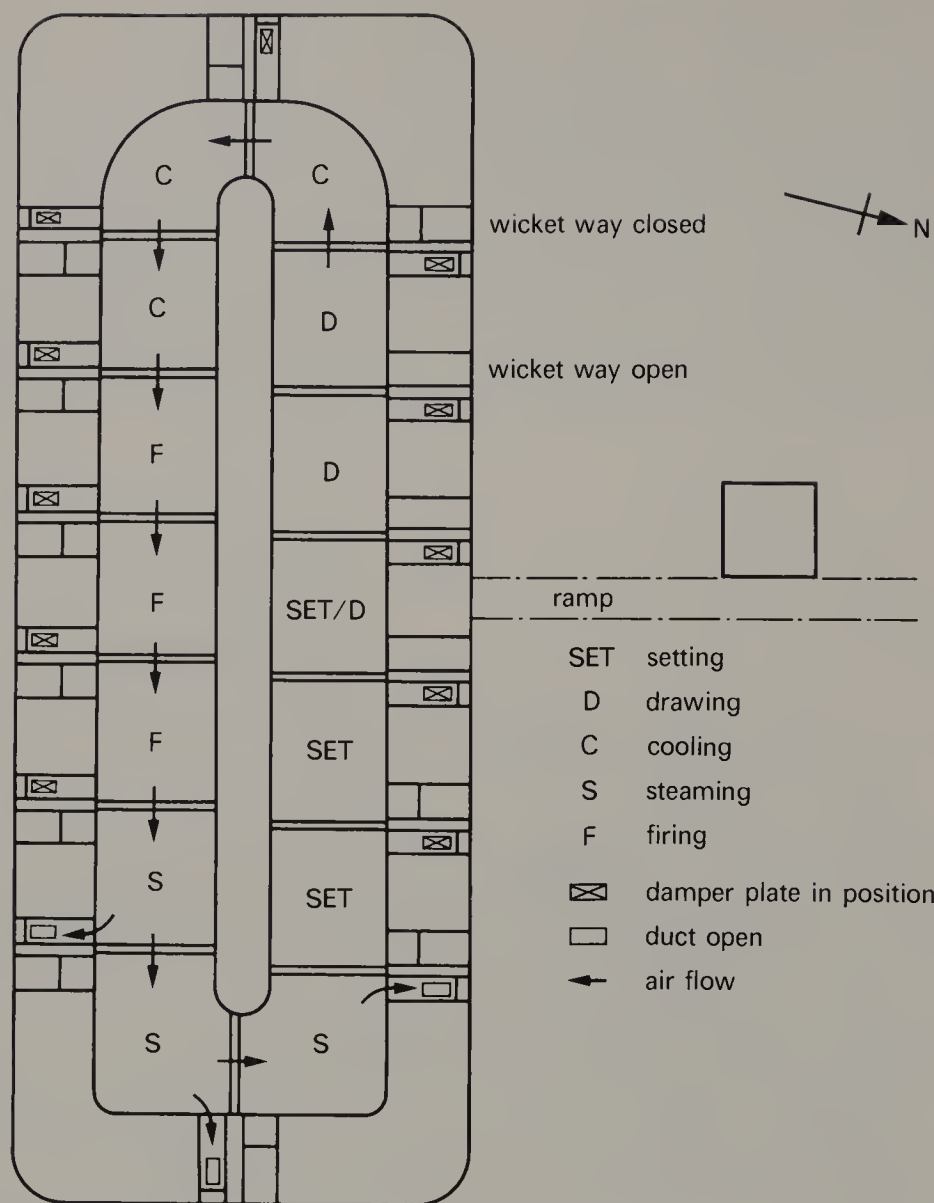 C
C
wicket way closed
N
C
D
wicket way open
F
D
F
SET/D
ramp
F
SET
S
SET
S
S
SET setting
D drawing
C cooling
S steaming
F firing
damper plate in position
duct open
air flow